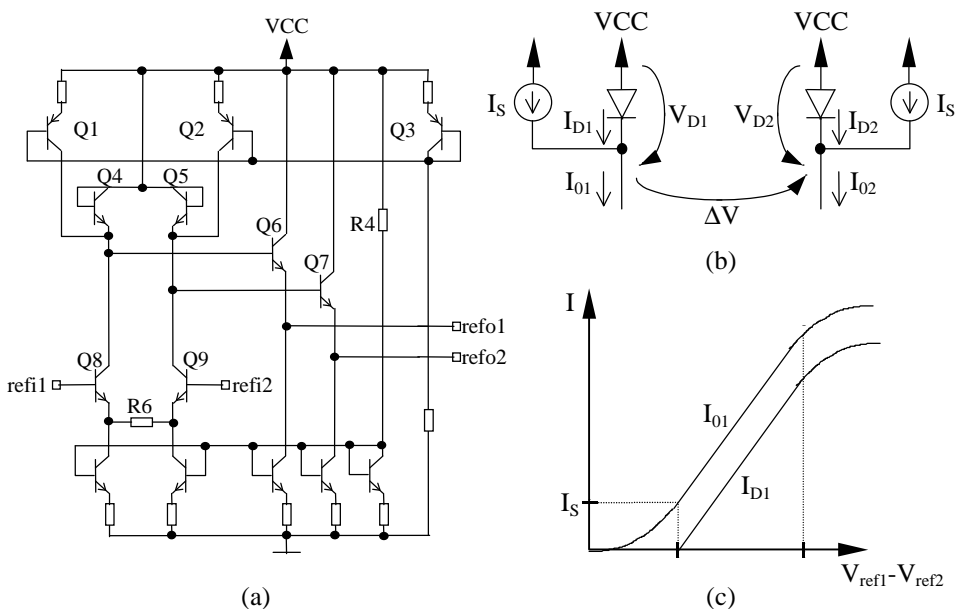 VCC
Q1
Q2
Q3
Q4
Q5
Q6
R4
Q7
refo1
refo2
Q8
Q9
refi1
refi2
R6
(a)
VCC
VCC
I_S
I_D1
V_D1
V_D2
I_D2
I_S
I_01
I_02
ΔV
(b)
I
I_01
I_D1
I_S
V_ref1-V_ref2
(c)